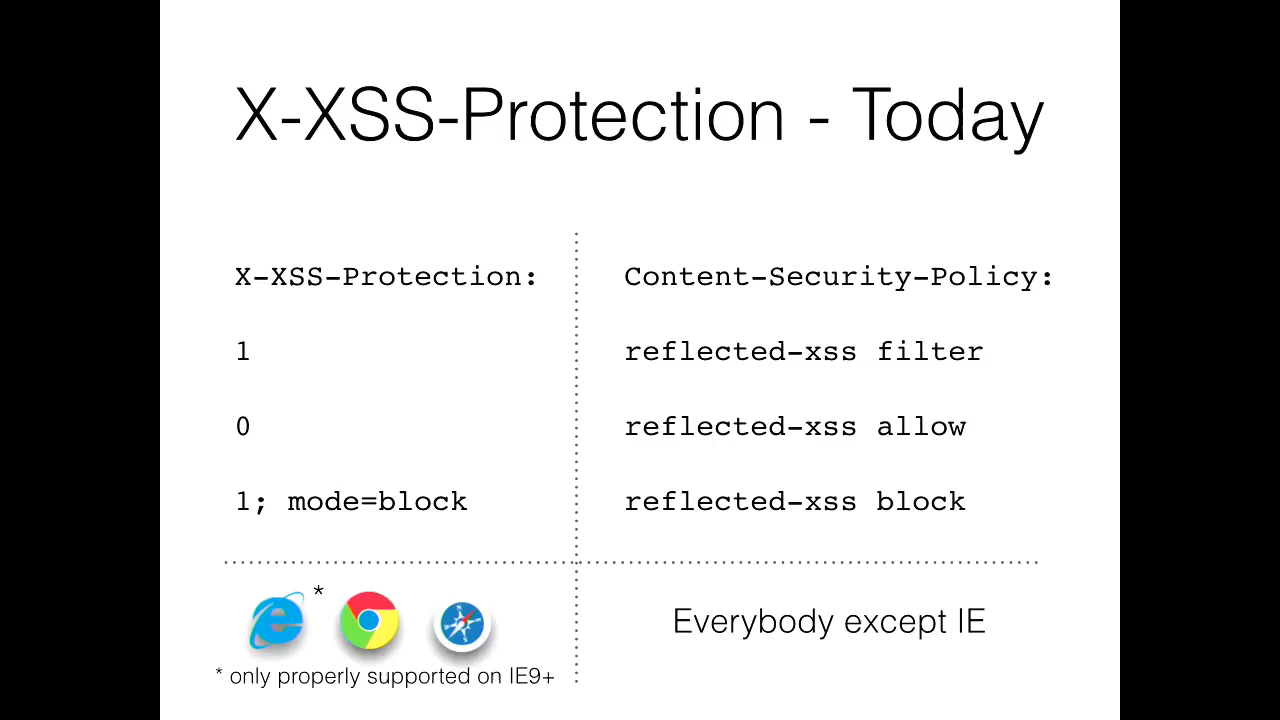 X-XSS-Protection - Today
X-XSS-Protection:
Content-Security-Policy:
1
reflected-xss filter
0
reflected-xss allow
1; mode=block
reflected-xss block
*
Everybody except IE
* only properly supported on IE9+